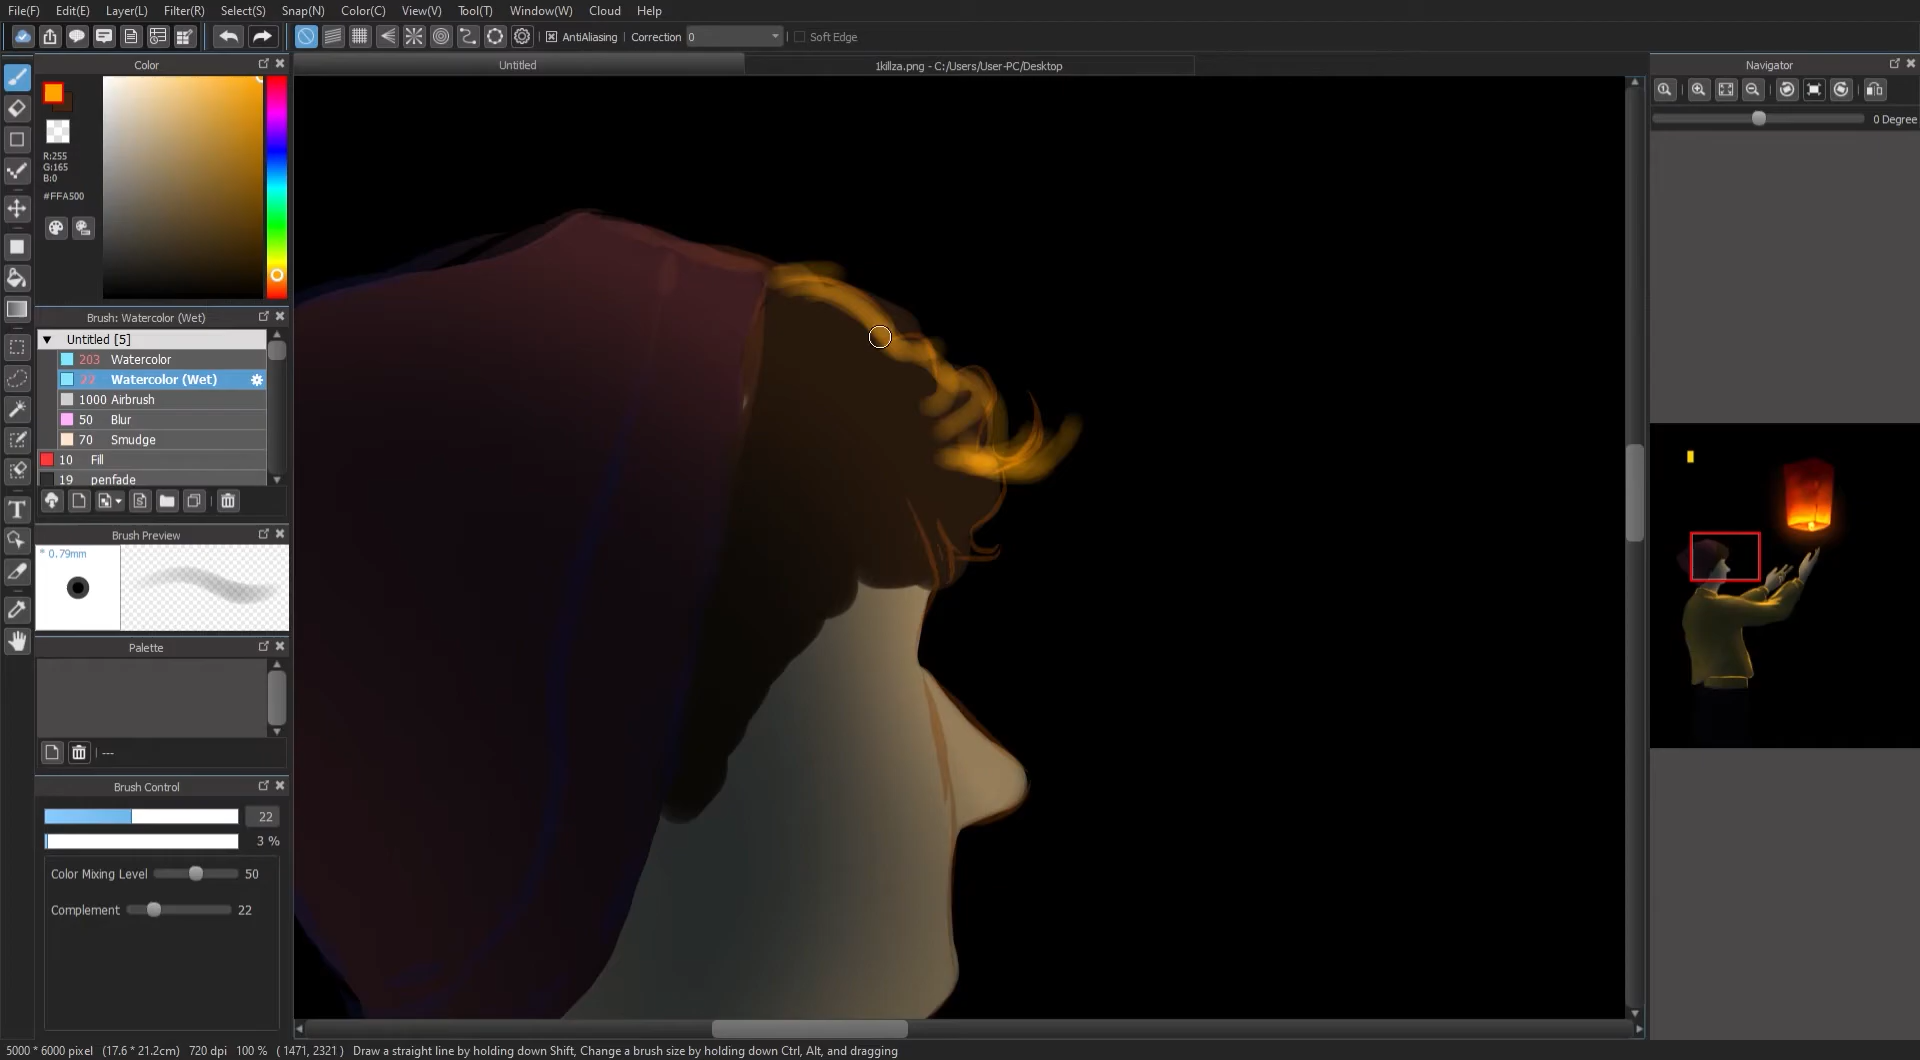 File(F) Edit(E) Layer(L) Filter(R) Select(S) Snap(N) Color(C) View(V) Tool(T) Window(W) Cloud Help
AntiAliasing Correction 0 Soft Edge
Color
Untitled
1killza.png - C:/Users/User-PC/Desktop
Navigator
0 Degree
R:255
G:165
B:0
#FFA500
Brush: Watercolor (Wet)
Untitled [5]
203 Watercolor
22 Watercolor (Wet)
1000 Airbrush
50 Blur
70 Smudge
10 Fill
19 penfade
Brush Preview
* 0.79mm
Palette
---
Brush Control
22
3 %
Color Mixing Level 50
Complement 22
5000 * 6000 pixel (17.6 * 21.2cm) 720 dpi 100 % ( 1471, 2321 ) Draw a straight line by holding down Shift, Change a brush size by holding down Ctrl, Alt, and dragging